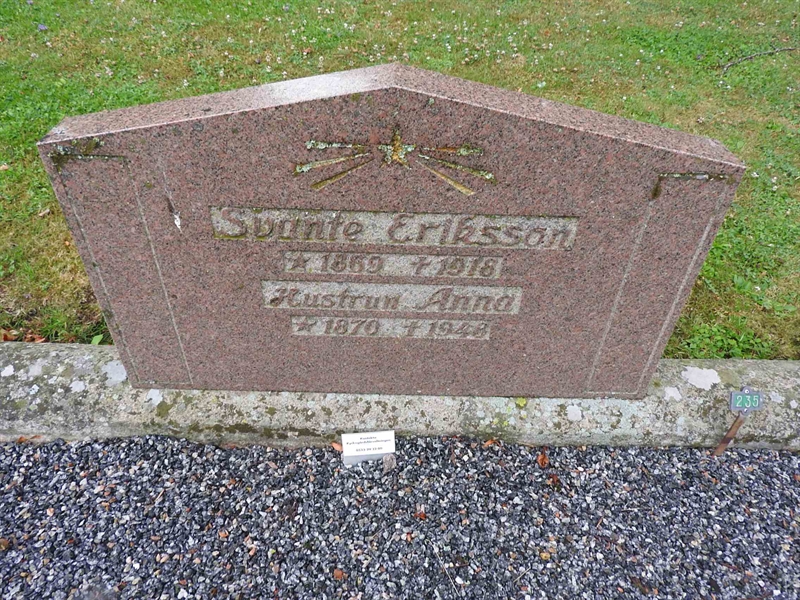 Svante Eriksson
★ 1869 ✝ 1918
Hustrun Anna
★ 1870 ✝ 1948
235